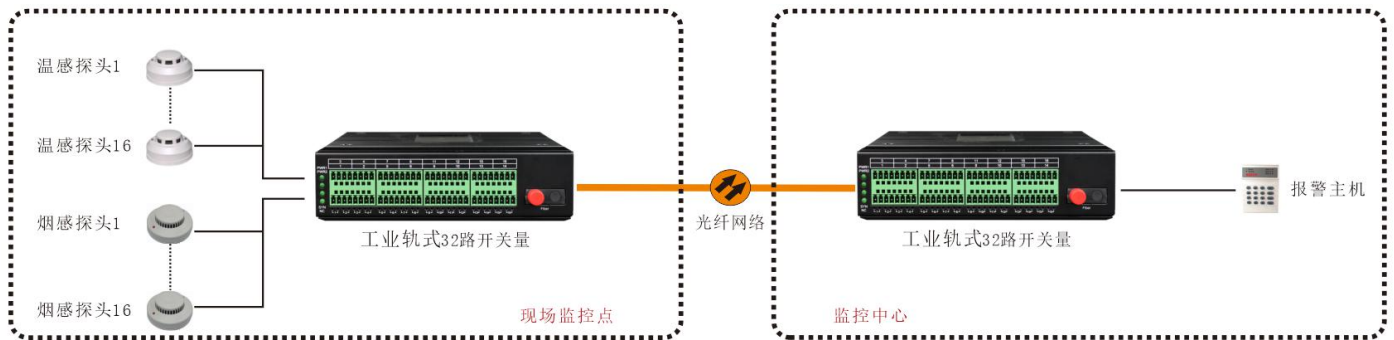 温感探头1
温感探头16
烟感探头1
烟感探头16
工业轨式32路开关量
现场监控点
光纤网络
工业轨式32路开关量
监控中心
报警主机